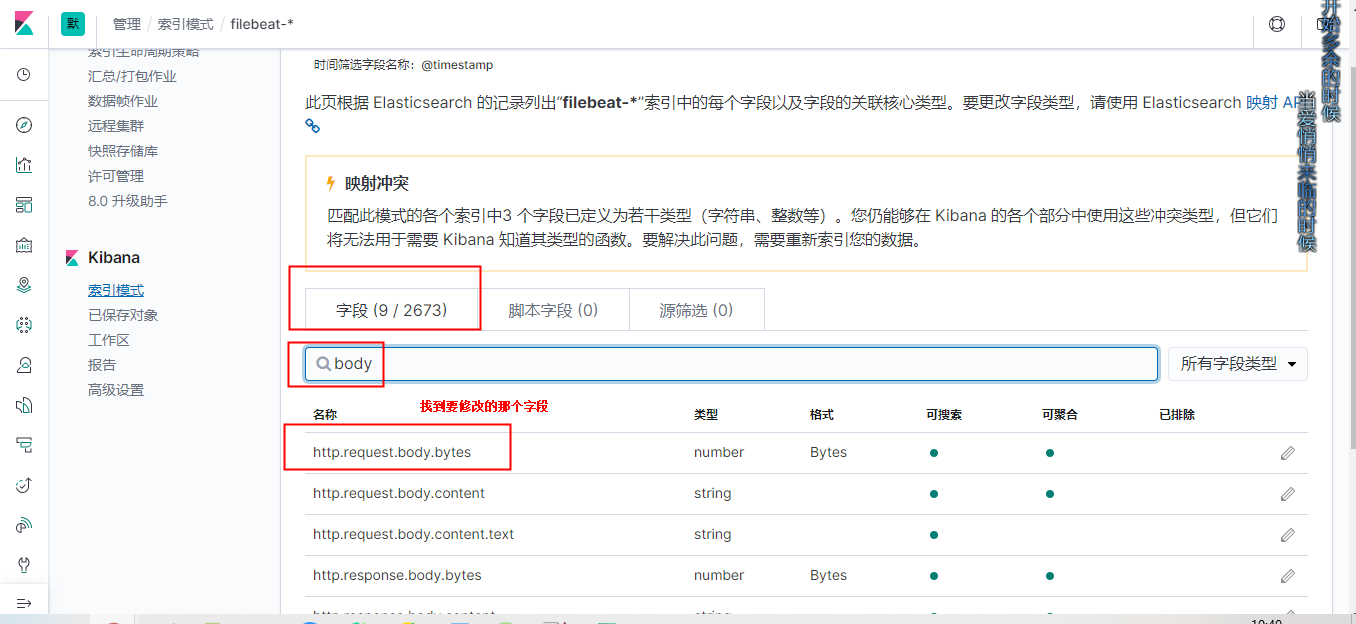 默
管理 / 索引模式 / filebeat-*
索引生命周期策略
汇总/打包作业
数据帧作业
远程集群
快照存储库
许可管理
8.0 升级助手
Kibana
索引模式
已保存对象
工作区
报告
高级设置
时间筛选字段名称：@timestamp
此页根据 Elasticsearch 的记录列出“filebeat-*”索引中的每个字段以及字段的关联核心类型。要更改字段类型，请使用 Elasticsearch 映射 AP
映射冲突
匹配此模式的各个索引中3 个字段已定义为若干类型（字符串、整数等）。您仍能够在 Kibana 的各个部分中使用这些冲突类型，但它们
将无法用于需要 Kibana 知道其类型的函数。要解决此问题，需要重新索引您的数据。
字段 (9 / 2673) 脚本字段 (0) 源筛选 (0)
body 所有字段类型
找到要修改的那个字段
名称 类型 格式 可搜索 可聚合 已排除
http.request.body.bytes number Bytes
http.request.body.content string
http.request.body.content.text string
http.response.body.bytes number Bytes
http.response.body.content string
当爱悄悄来临的时候
开始多余的时候
10:40